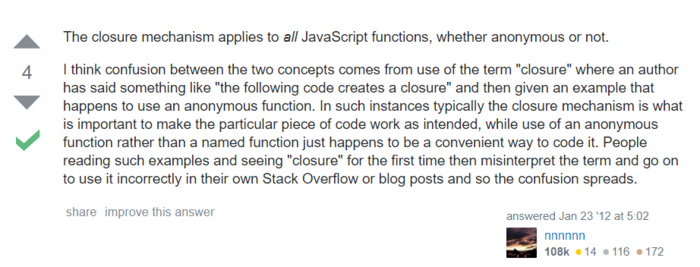 The closure mechanism applies to all JavaScript functions, whether anonymous or not.
4
I think confusion between the two concepts comes from use of the term "closure" where an author
has said something like "the following code creates a closure" and then given an example that
happens to use an anonymous function. In such instances typically the closure mechanism is what
is important to make the particular piece of code work as intended, while use of an anonymous
function rather than a named function just happens to be a convenient way to code it. People
reading such examples and seeing "closure" for the first time then misinterpret the term and go on
to use it incorrectly in their own Stack Overflow or blog posts and so the confusion spreads.
share improve this answer
answered Jan 23 '12 at 5:02
nnnnnn
108k 14 116 172